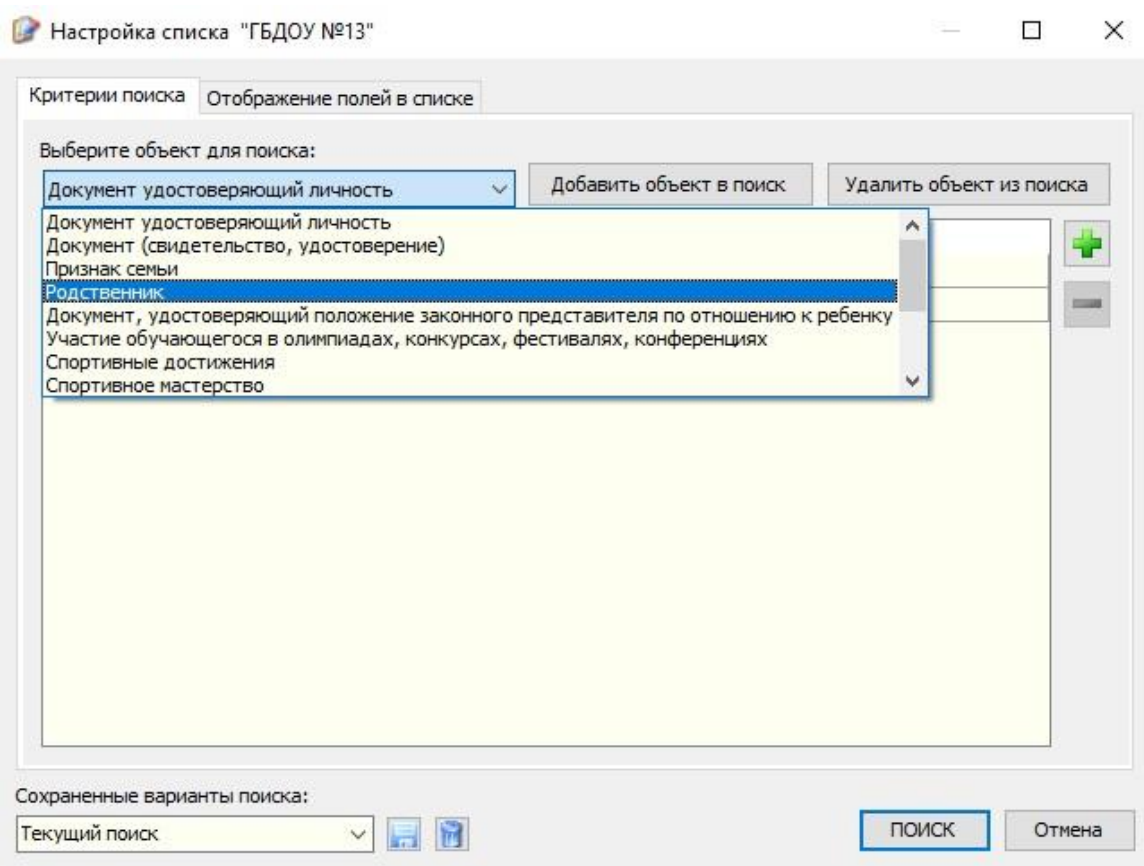 Настройка списка "ГБДОУ №13"
Критерии поиска Отображение полей в списке
Выберите объект для поиска:
Документ удостоверяющий личность Добавить объект в поиск Удалить объект из поиска
Документ удостоверяющий личность
Документ (свидетельство, удостоверение)
Признак семьи
Родственник
Документ, удостоверяющий положение законного представителя по отношению к ребенку
Участие обучающегося в олимпиадах, конкурсах, фестивалях, конференциях
Спортивные достижения
Спортивное мастерство
Сохраненные варианты поиска:
Текущий поиск ПОИСК Отмена